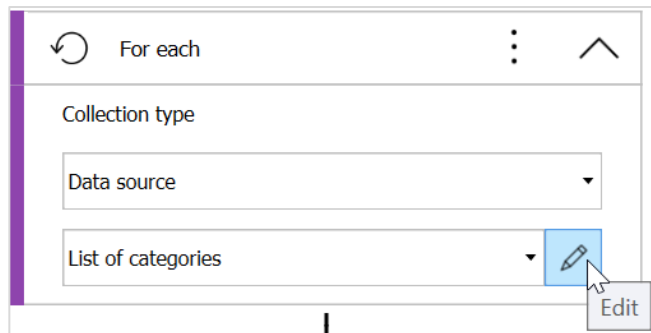 For each
Collection type
Data source
List of categories
Edit